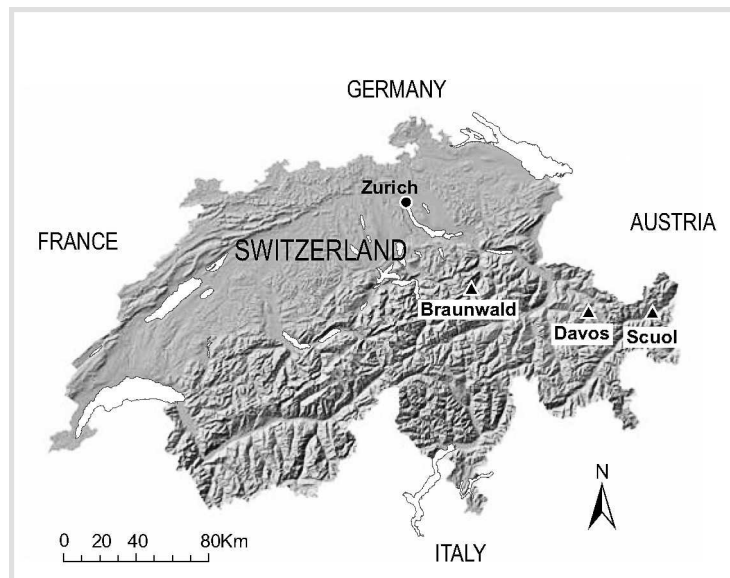 GERMANY
Zurich
AUSTRIA
FRANCE
SWITZERLAND
Braunwald
Davos
Scuol
N
0 20 40 80Km
ITALY